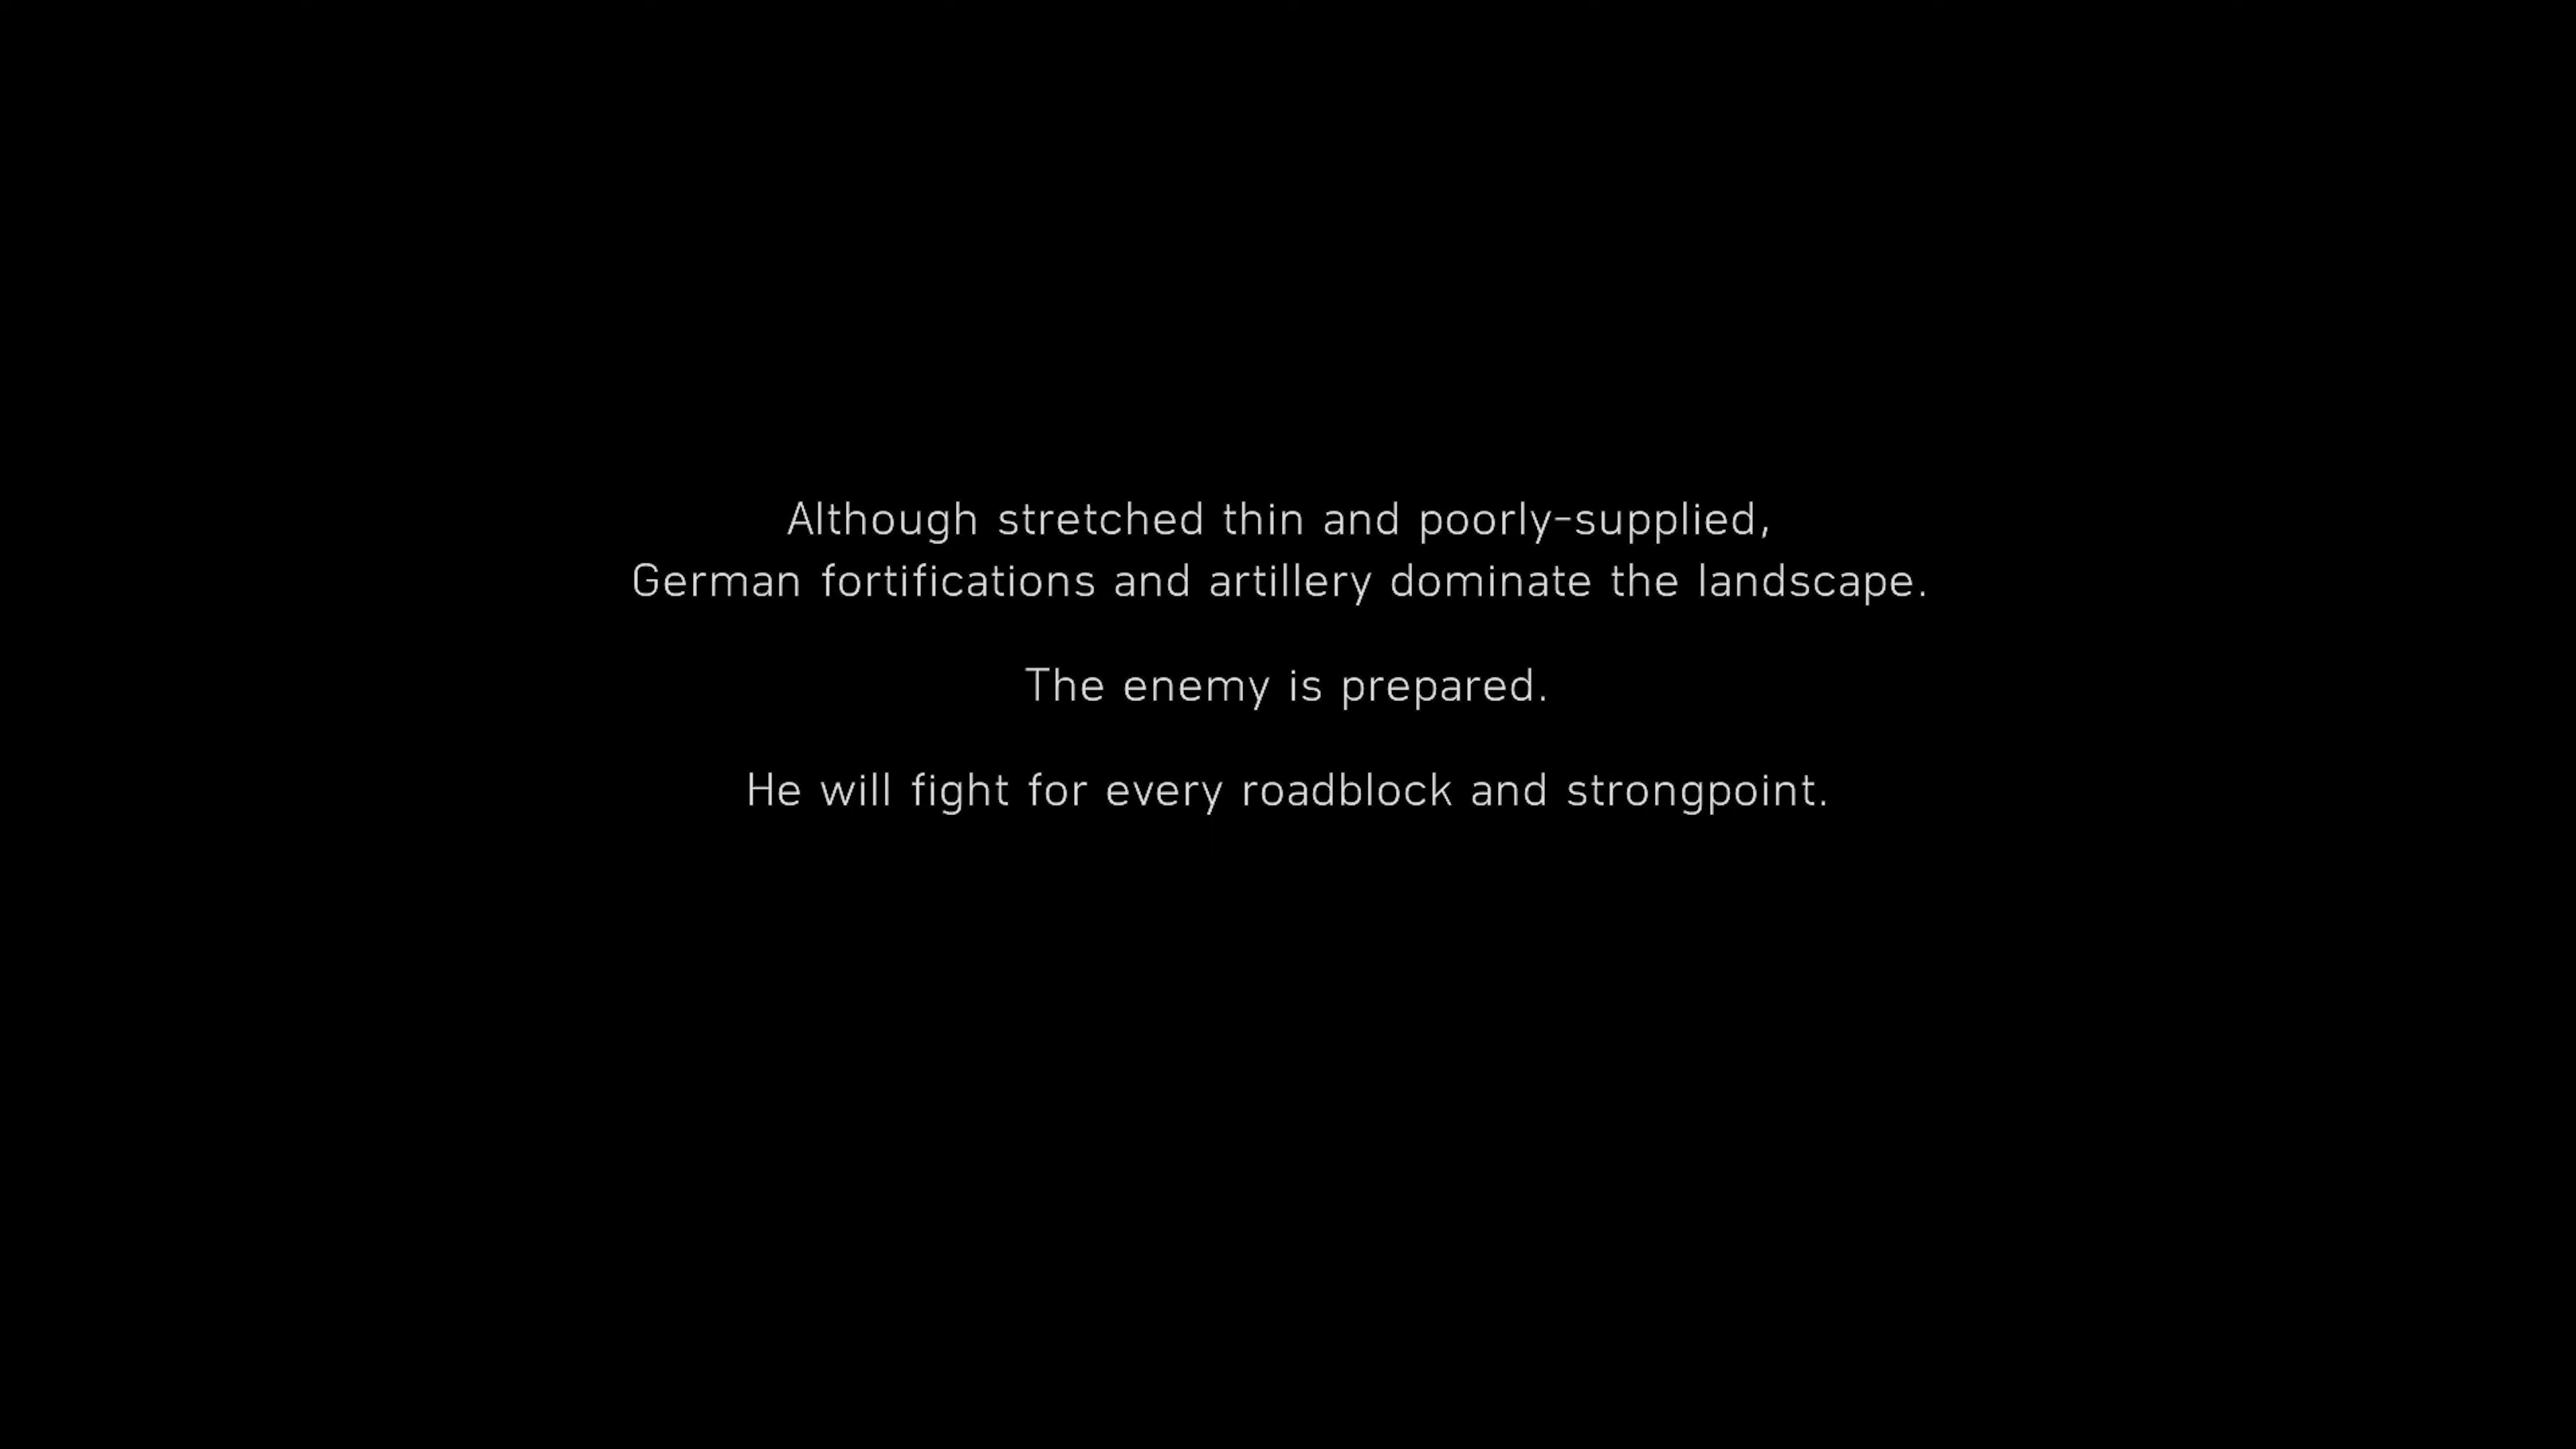 Although stretched thin and poorly-supplied,
German fortifications and artillery dominate the landscape.
The enemy is prepared.
He will fight for every roadblock and strongpoint.